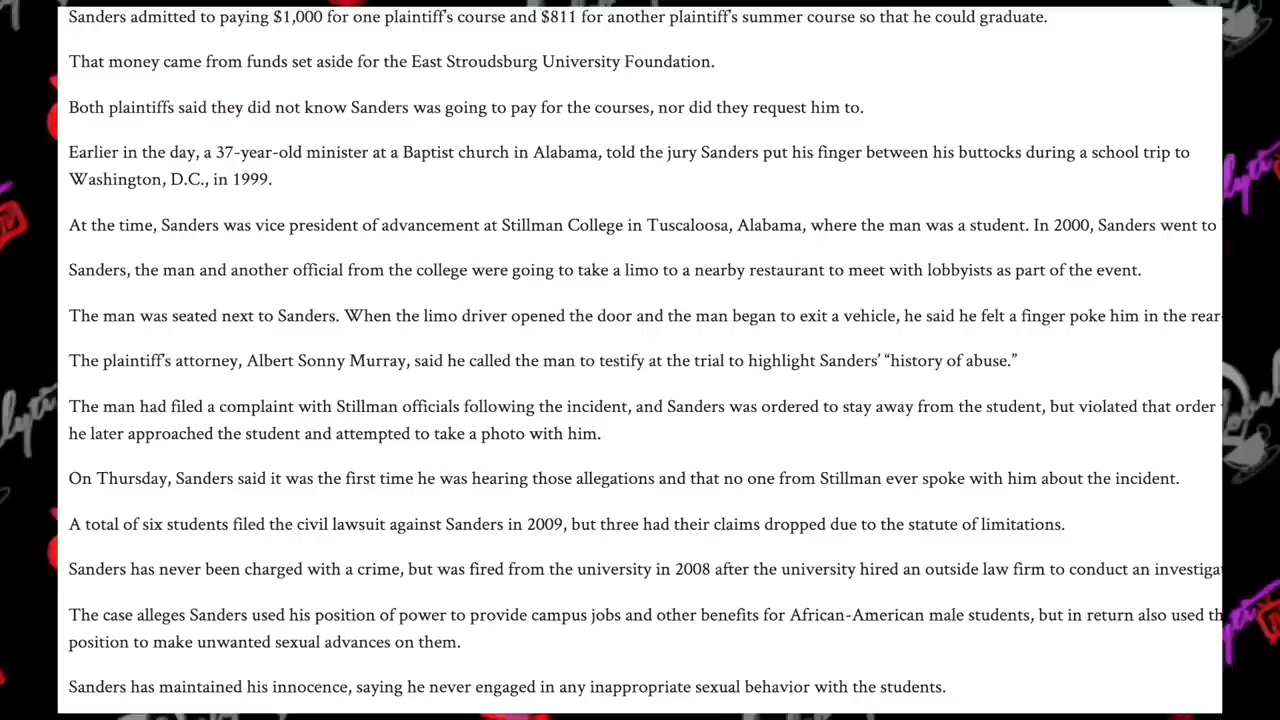 Sanders admitted to paying $1,000 for one plaintiff's course and $811 for another plaintiff's summer course so that he could graduate.
That money came from funds set aside for the East Stroudsburg University Foundation.
Both plaintiffs said they did not know Sanders was going to pay for the courses, nor did they request him to.
Earlier in the day, a 37-year-old minister at a Baptist church in Alabama, told the jury Sanders put his finger between his buttocks during a school trip to
Washington, D.C., in 1999.
At the time, Sanders was vice president of advancement at Stillman College in Tuscaloosa, Alabama, where the man was a student. In 2000, Sanders went to
Sanders, the man and another official from the college were going to take a limo to a nearby restaurant to meet with lobbyists as part of the event.
The man was seated next to Sanders. When the limo driver opened the door and the man began to exit a vehicle, he said he felt a finger poke him in the rear-
The plaintiff's attorney, Albert Sonny Murray, said he called the man to testify at the trial to highlight Sanders' “history of abuse.”
The man had filed a complaint with Stillman officials following the incident, and Sanders was ordered to stay away from the student, but violated that order
he later approached the student and attempted to take a photo with him.
On Thursday, Sanders said it was the first time he was hearing those allegations and that no one from Stillman ever spoke with him about the incident.
A total of six students filed the civil lawsuit against Sanders in 2009, but three had their claims dropped due to the statute of limitations.
Sanders has never been charged with a crime, but was fired from the university in 2008 after the university hired an outside law firm to conduct an investiga
The case alleges Sanders used his position of power to provide campus jobs and other benefits for African-American male students, but in return also used th
position to make unwanted sexual advances on them.
Sanders has maintained his innocence, saying he never engaged in any inappropriate sexual behavior with the students.